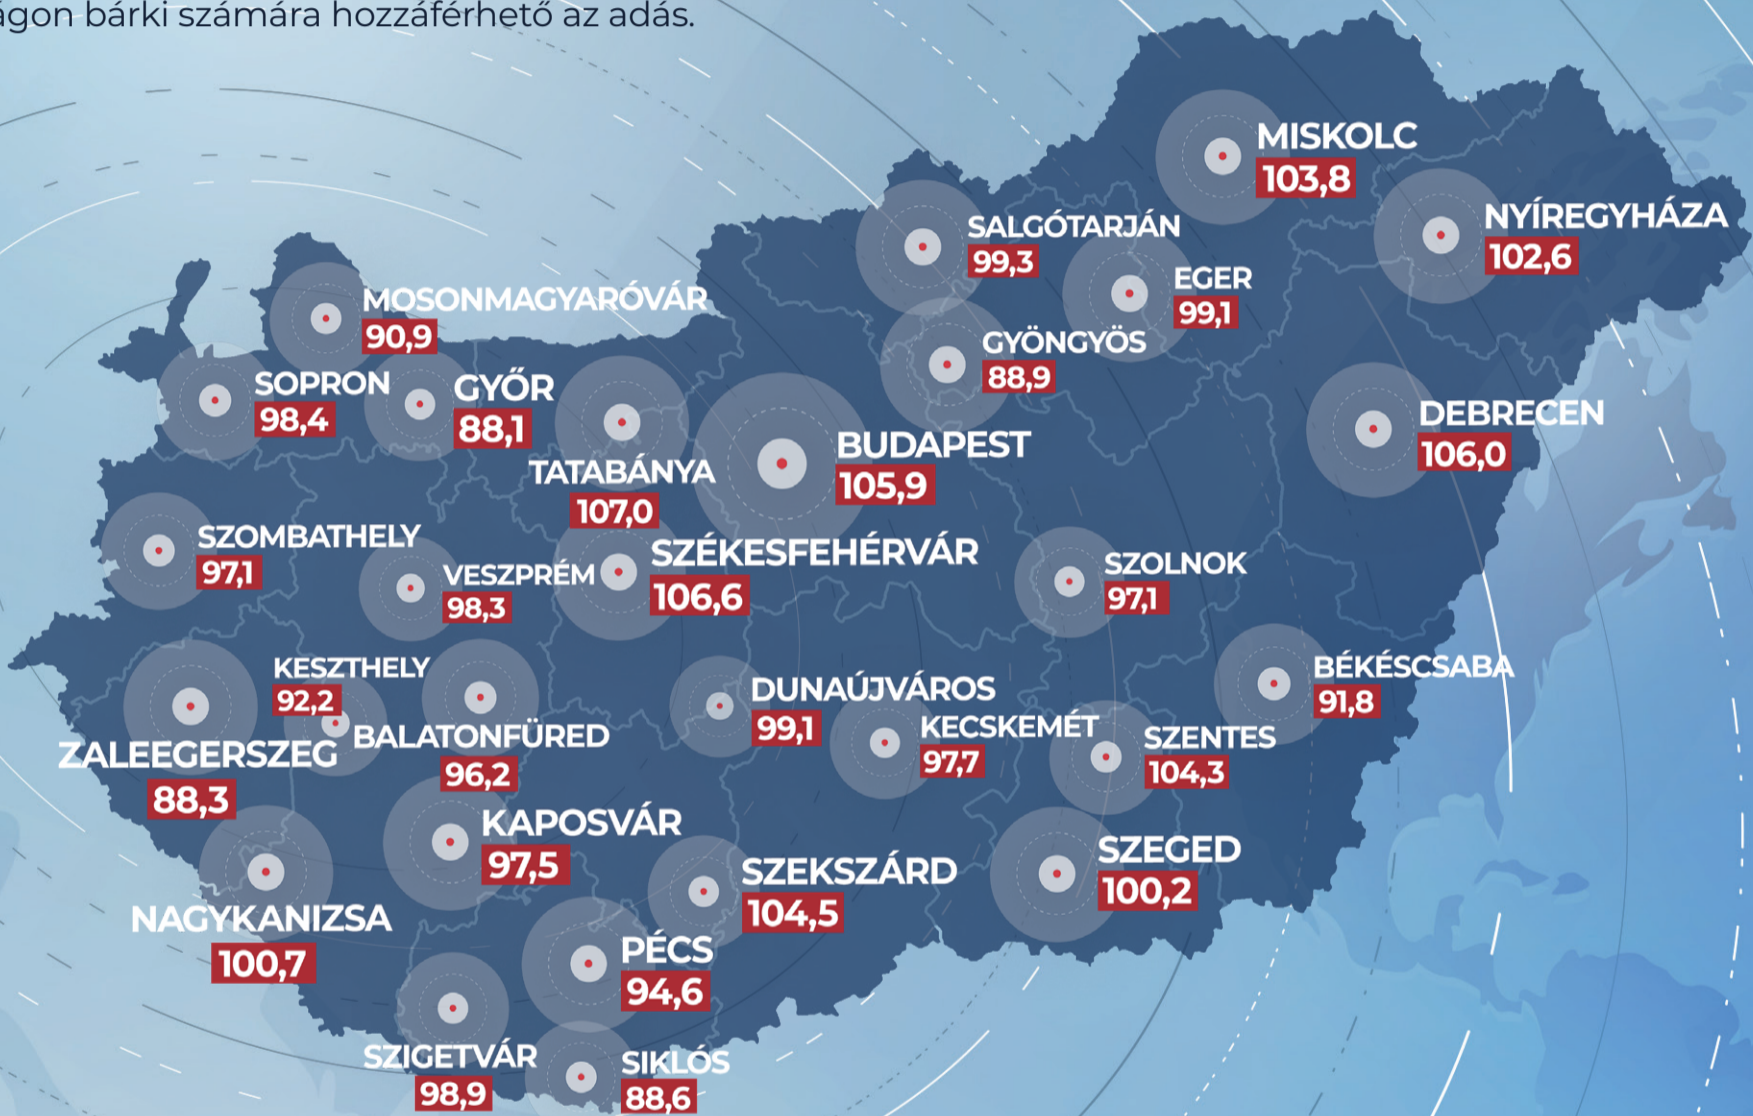 ágon bárki számára hozzáférhető az adás.
MISKOLC
103,8
NYÍREGYHÁZA
102,6
SALGÓTARJÁN
99,3
EGER
99,1
MOSONMAGYARÓVÁR
90,9
GYÖNGYÖS
88,9
SOPRON
98,4
GYŐR
88,1
DEBRECEN
106,0
BUDAPEST
105,9
TATABÁNYA
107,0
SZOMBATHELY
97,1
VESZPRÉM
98,3
SZÉKESFEHÉRVÁR
106,6
SZOLNOK
97,1
KESZTHELY
92,2
BÉKÉSCSABA
91,8
DUNAÚJVÁROS
99,1
KECSKEMÉT
97,7
SZENTES
104,3
ZALEEGERSZEG
88,3
BALATONFÜRED
96,2
KAPOSVÁR
97,5
SZEGED
100,2
SZEKSZÁRD
104,5
NAGYKANIZSA
100,7
PÉCS
94,6
SZIGETVÁR
98,9
SIKLÓS
88,6